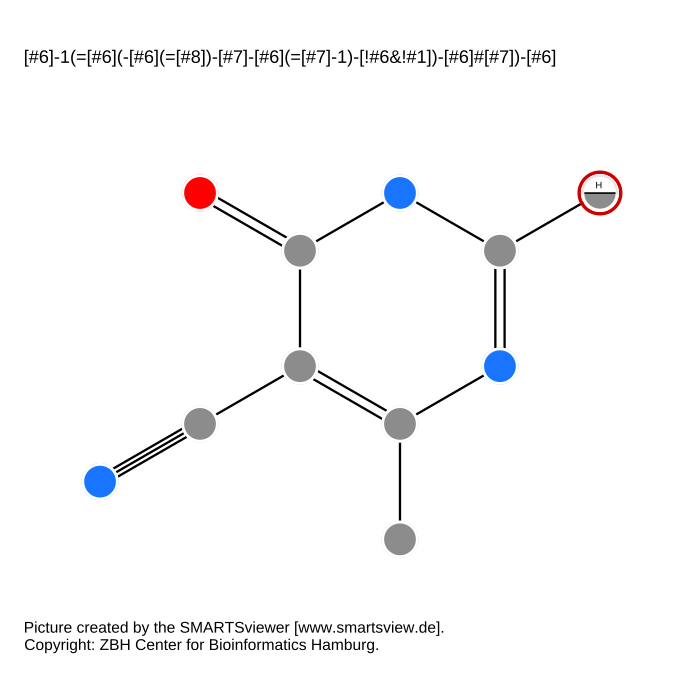 [#6]-1(=[#6](-[#6](=[#8])-[#7]-[#6](=[#7]-1)-[!#6&!#1])-[#6]#[#7])-[#6]
H
Picture created by the SMARTSviewer [www.smartsview.de].
Copyright: ZBH Center for Bioinformatics Hamburg.